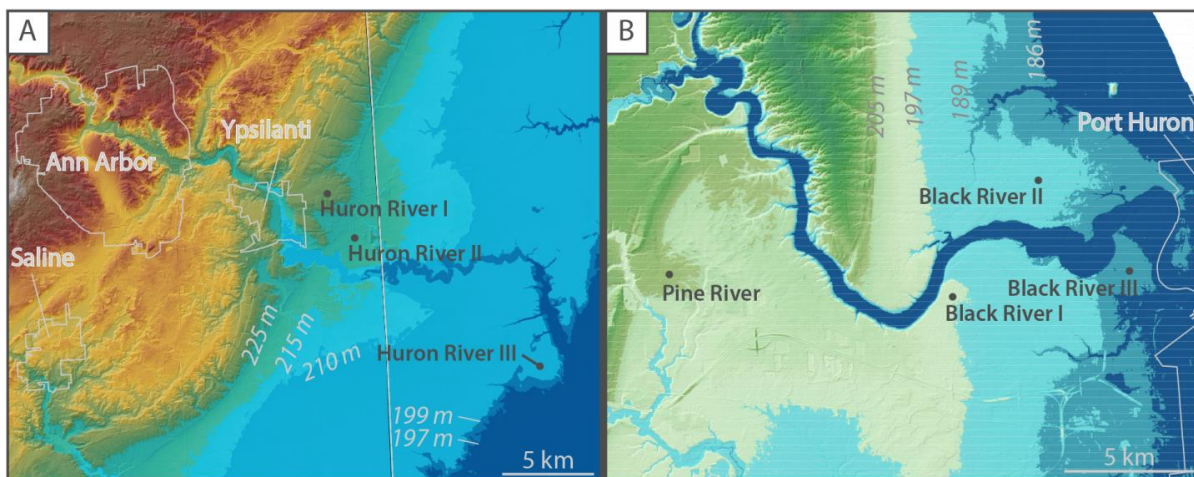 A
Ypsilanti
Ann Arbor
Huron River I
Saline
Huron River II
225 m
215 m
210 m
Huron River III
199 m
197 m
5 km
B
205 m
197 m
189 m
186 m
Port Huron
Black River II
Pine River
Black River III
Black River I
5 km